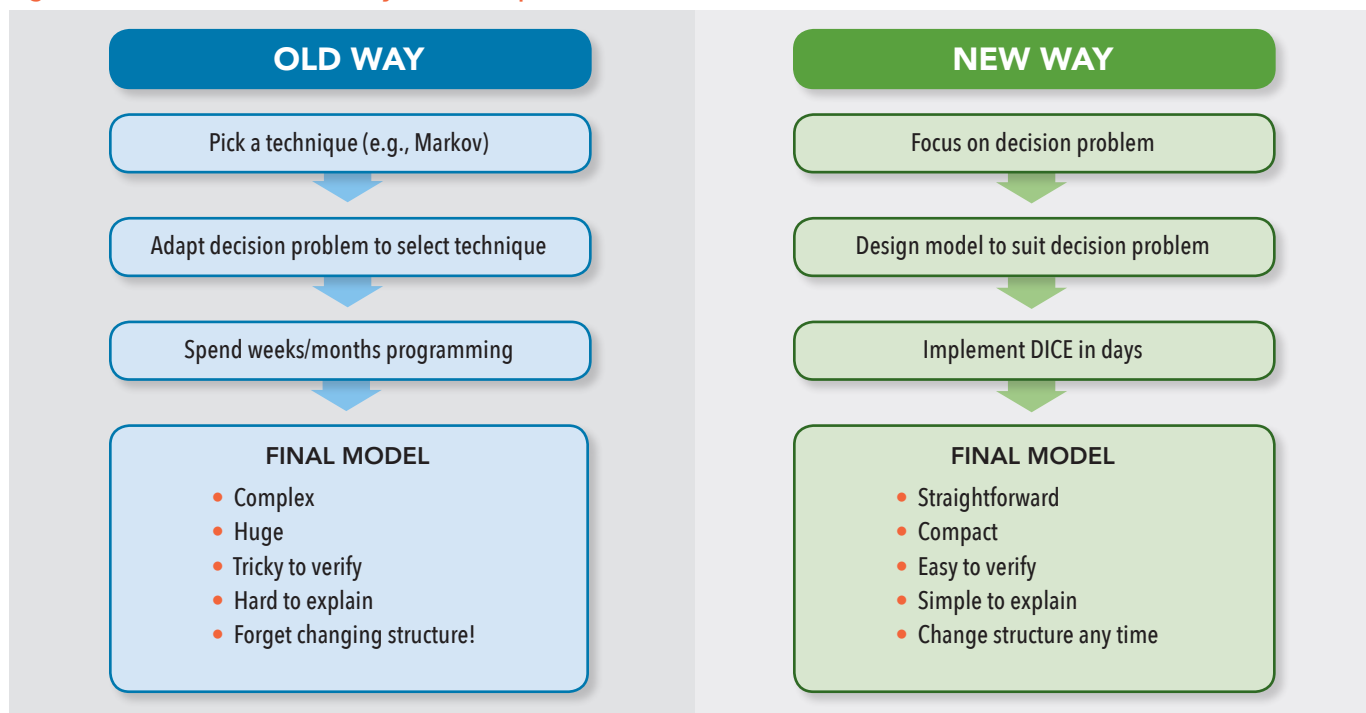 OLD WAY
Pick a technique (e.g., Markov)
Adapt decision problem to select technique
Spend weeks/months programming
FINAL MODEL
• Complex
• Huge
• Tricky to verify
• Hard to explain
• Forget changing structure!
NEW WAY
Focus on decision problem
Design model to suit decision problem
Implement DICE in days
FINAL MODEL
• Straightforward
• Compact
• Easy to verify
• Simple to explain
• Change structure any time